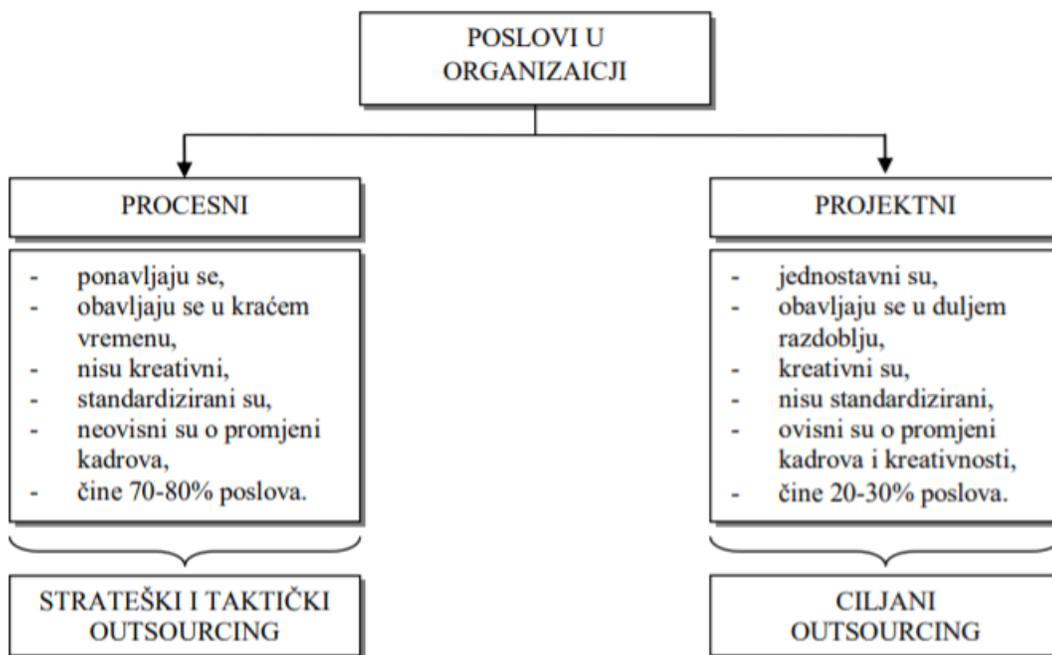 POSLOVI U
ORGANIZAICJI
PROCESNI
- ponavljaju se,
- obavljaju se u kraćem
vremenu,
- nisu kreativni,
- standardizirani su,
- neovisni su o promjeni
kadrova,
- čine 70-80% poslova.
STRATEŠKI I TAKTIČKI
OUTSOURCING
PROJEKTNI
- jednostavni su,
- obavljaju se u duljem
razdoblju,
- kreativni su,
- nisu standardizirani,
- ovisni su o promjeni
kadrova i kreativnosti,
- čine 20-30% poslova.
CILJANI
OUTSOURCING